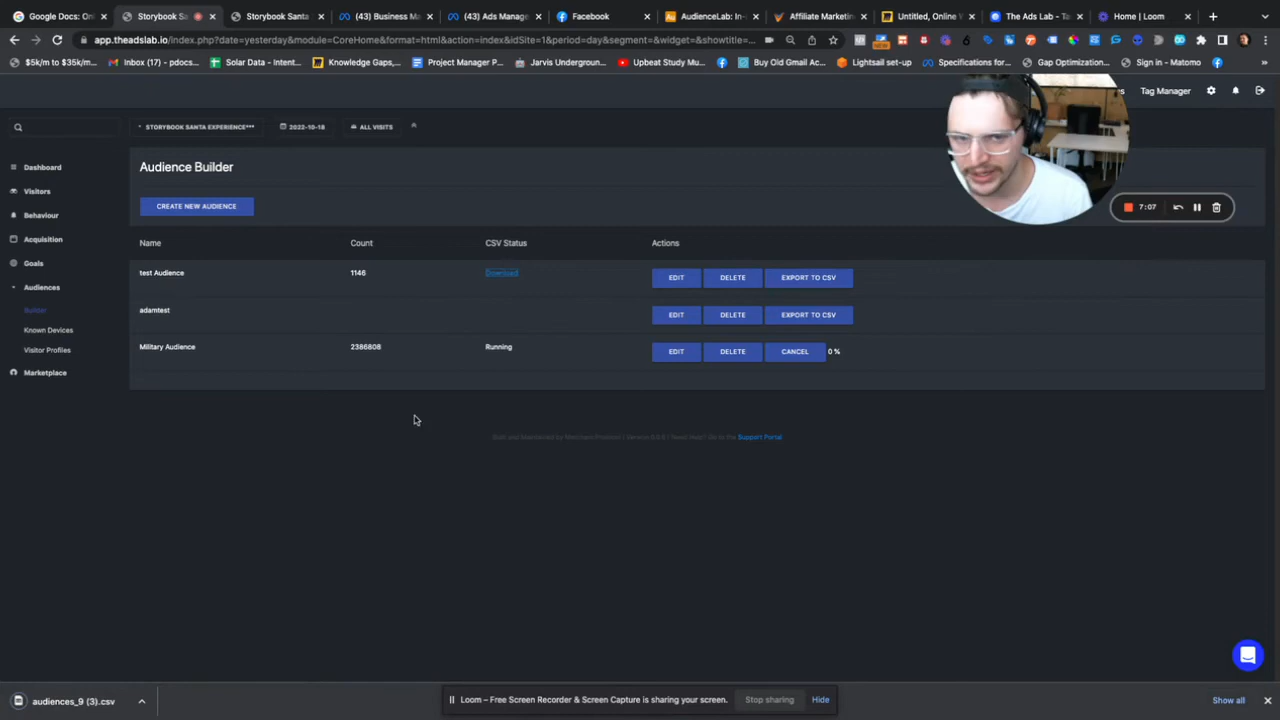 Google Docs: Onl
Storybook Sa
Storybook Santa
(43) Business M
(43) Ads Manage
Facebook
AudienceLab: In-
Affiliate Marketin
Untitled, Online W
The Ads Lab - Ta
Home | Loom
app.theadslab.io/index.php?date=yesterday&module=CoreHome&format=html&action=index&idSite=1&period=day&segment=&widget=&showtitle=...
NEW
$5k/m to $35k/m...
Inbox (17) - pdocs...
Solar Data - Intent...
Knowledge Gaps,...
Project Manager P...
Jarvis Underground...
Upbeat Study Mu...
Buy Old Gmail Ac...
Lightsail set-up
Specifications for...
Gap Optimization...
Sign in - Matomo
Tag Manager
* STORYBOOK SANTA EXPERIENCE***
2022-10-18
ALL VISITS
Dashboard
Visitors
Behaviour
Acquisition
Goals
Audiences
Builder
Known Devices
Visitor Profiles
Marketplace
Audience Builder
CREATE NEW AUDIENCE
7:07
Name Count CSV Status Actions
test Audience 1146 Download EDIT DELETE EXPORT TO CSV
adamtest EDIT DELETE EXPORT TO CSV
Military Audience 2386808 Running EDIT DELETE CANCEL 0 %
Support Portal
audiences_9 (3).csv
Loom – Free Screen Recorder & Screen Capture is sharing your screen.
Stop sharing
Hide
Show all